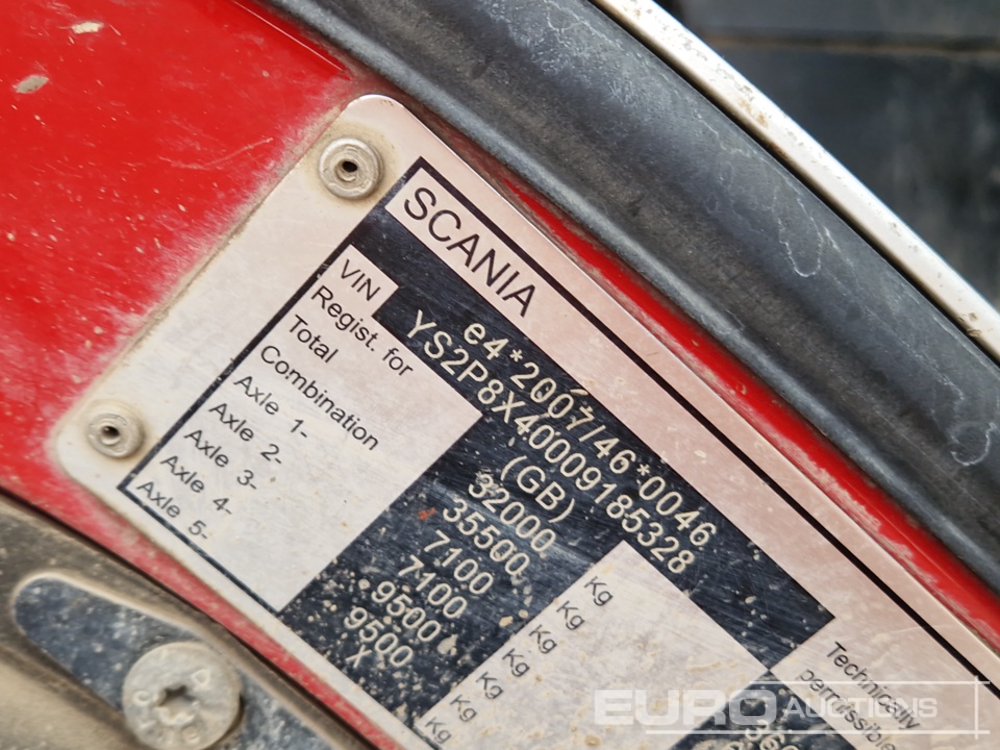 SCANIA
e4*2007/46*0046
VIN YS2P8X40009185328
Regist. for (GB)
Total 32000 Kg
Combination 35500 Kg
Axle 1- 7100 Kg
Axle 2- 7100 Kg
Axle 3- 9500 Kg
Axle 4- 9500 Kg
Axle 5- X
Technically
permissible
EURO AUCTIONS